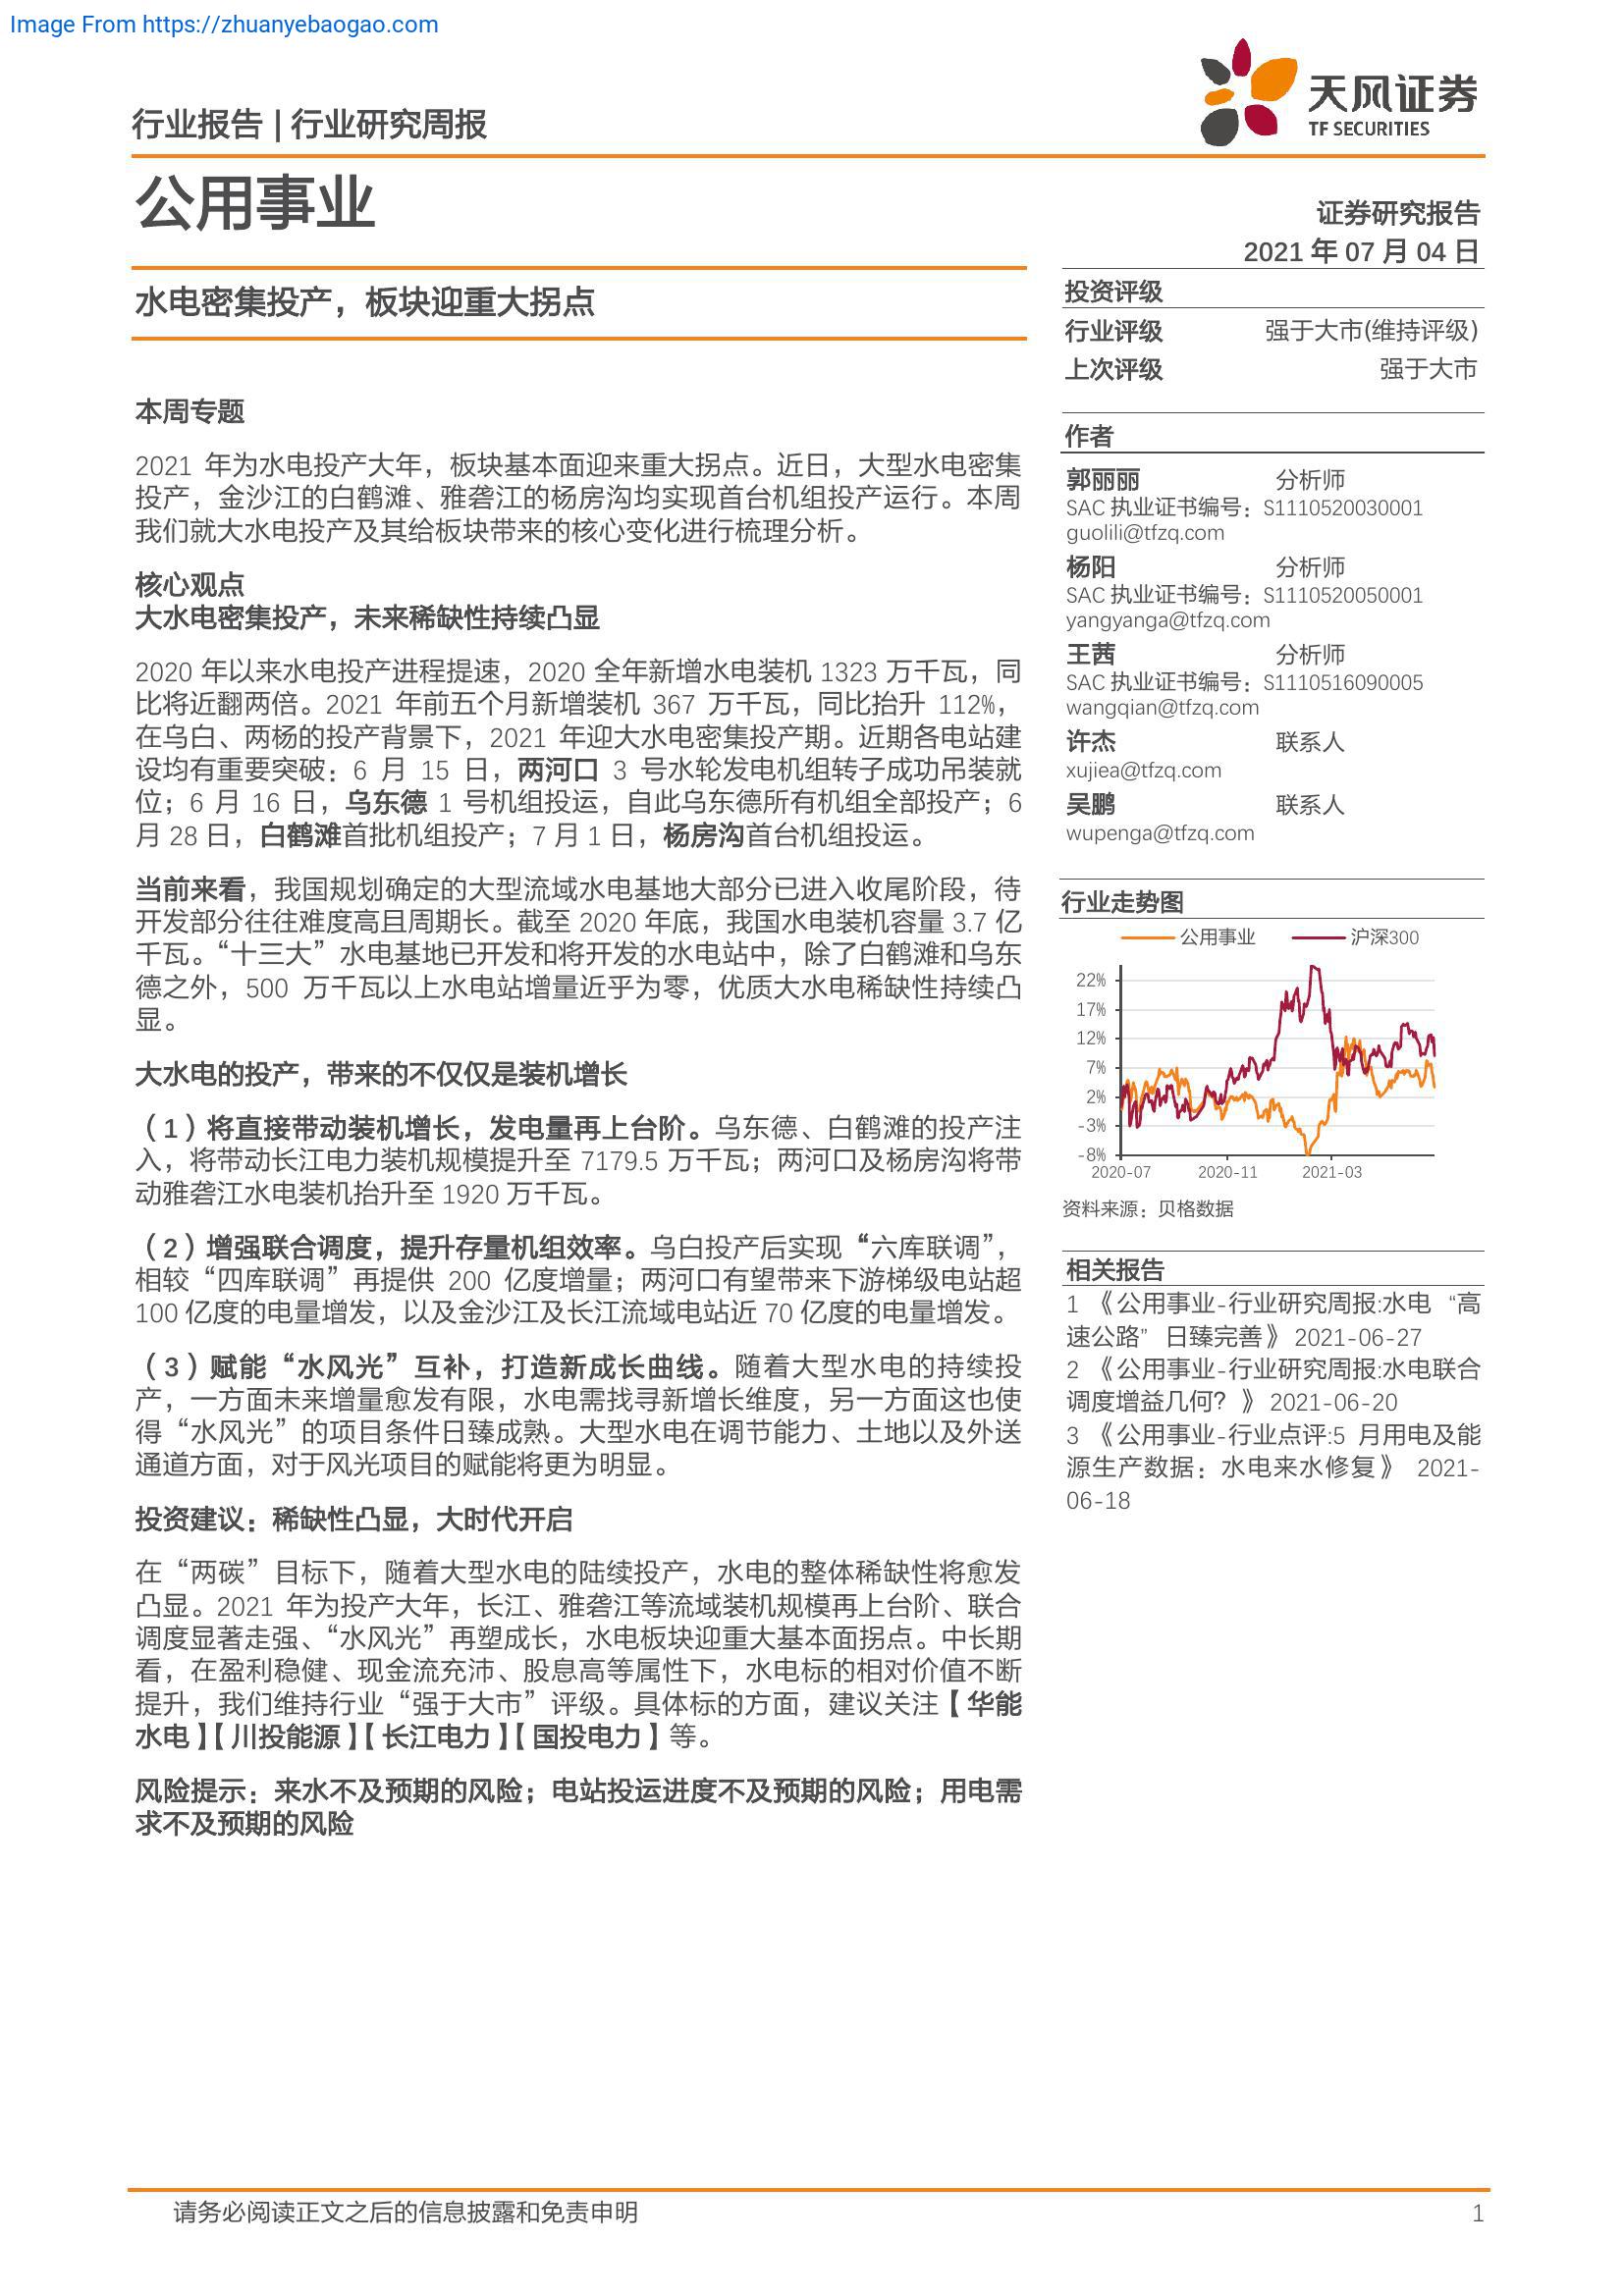 Image From https://zhuanyebaogao.com
行业报告 | 行业研究周报
天风证券
TF SECURITIES
公用事业
证券研究报告
2021 年 07 月 04 日
水电密集投产，板块迎重大拐点
投资评级
行业评级 强于大市(维持评级)
上次评级 强于大市
本周专题
2021 年为水电投产大年，板块基本面迎来重大拐点。近日，大型水电密集
投产，金沙江的白鹤滩、雅砻江的杨房沟均实现首台机组投产运行。本周
我们就大水电投产及其给板块带来的核心变化进行梳理分析。
核心观点
大水电密集投产，未来稀缺性持续凸显
2020 年以来水电投产进程提速，2020 全年新增水电装机 1323 万千瓦，同
比将近翻两倍。2021 年前五个月新增装机 367 万千瓦，同比抬升 112%，
在乌白、两杨的投产背景下，2021 年迎大水电密集投产期。近期各电站建
设均有重要突破：6 月 15 日，两河口 3 号水轮发电机组转子成功吊装就
位；6 月 16 日，乌东德 1 号机组投运，自此乌东德所有机组全部投产；6
月 28 日，白鹤滩首批机组投产；7 月 1 日，杨房沟首台机组投运。
当前来看，我国规划确定的大型流域水电基地大部分已进入收尾阶段，待
开发部分往往难度高且周期长。截至 2020 年底，我国水电装机容量 3.7 亿
千瓦。“十三大”水电基地已开发和将开发的水电站中，除了白鹤滩和乌东
德之外，500 万千瓦以上水电站增量近乎为零，优质大水电稀缺性持续凸
显。
大水电的投产，带来的不仅仅是装机增长
（1）将直接带动装机增长，发电量再上台阶。乌东德、白鹤滩的投产注
入，将带动长江电力装机规模提升至 7179.5 万千瓦；两河口及杨房沟将带
动雅砻江水电装机抬升至 1920 万千瓦。
（2）增强联合调度，提升存量机组效率。乌白投产后实现“六库联调”，
相较“四库联调”再提供 200 亿度增量；两河口有望带来下游梯级电站超
100 亿度的电量增发，以及金沙江及长江流域电站近 70 亿度的电量增发。
（3）赋能“水风光”互补，打造新成长曲线。随着大型水电的持续投
产，一方面未来增量愈发有限，水电需找寻新增长维度，另一方面这也使
得“水风光”的项目条件日臻成熟。大型水电在调节能力、土地以及外送
通道方面，对于风光项目的赋能将更为明显。
投资建议：稀缺性凸显，大时代开启
在“两碳”目标下，随着大型水电的陆续投产，水电的整体稀缺性将愈发
凸显。2021 年为投产大年，长江、雅砻江等流域装机规模再上台阶、联合
调度显著走强、“水风光”再塑成长，水电板块迎重大基本面拐点。中长期
看，在盈利稳健、现金流充沛、股息高等属性下，水电标的相对价值不断
提升，我们维持行业“强于大市”评级。具体标的方面，建议关注【华能
水电】【川投能源】【长江电力】【国投电力】等。
风险提示：来水不及预期的风险；电站投运进度不及预期的风险；用电需
求不及预期的风险
作者
郭丽丽 分析师
SAC 执业证书编号：S1110520030001
guolili@tfzq.com
杨阳 分析师
SAC 执业证书编号：S1110520050001
yangyanga@tfzq.com
王茜 分析师
SAC 执业证书编号：S1110516090005
wangqian@tfzq.com
许杰 联系人
xujiea@tfzq.com
吴鹏 联系人
wupenga@tfzq.com
行业走势图
公用事业 沪深300
22%
17%
12%
7%
2%
-3%
-8%
2020-07 2020-11 2021-03
资料来源：贝格数据
相关报告
1 《公用事业-行业研究周报:水电 “高
速公路” 日臻完善》 2021-06-27
2 《公用事业-行业研究周报:水电联合
调度增益几何？》 2021-06-20
3 《公用事业-行业点评:5 月用电及能
源生产数据：水电来水修复》 2021-
06-18
请务必阅读正文之后的信息披露和免责申明 1